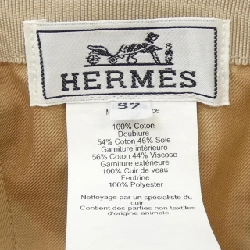 HERMÈS
57
100% Coton
Doublure
54% Coton 46% Soie
Garniture intérieure
56% Coton 44% Viscose
Garniture extérieure
100% Cuir de veau
Feutrine
100% Polyester
Nettoyage par un spécialiste du
cuir
Contient des parties non textiles
d'origine animale.